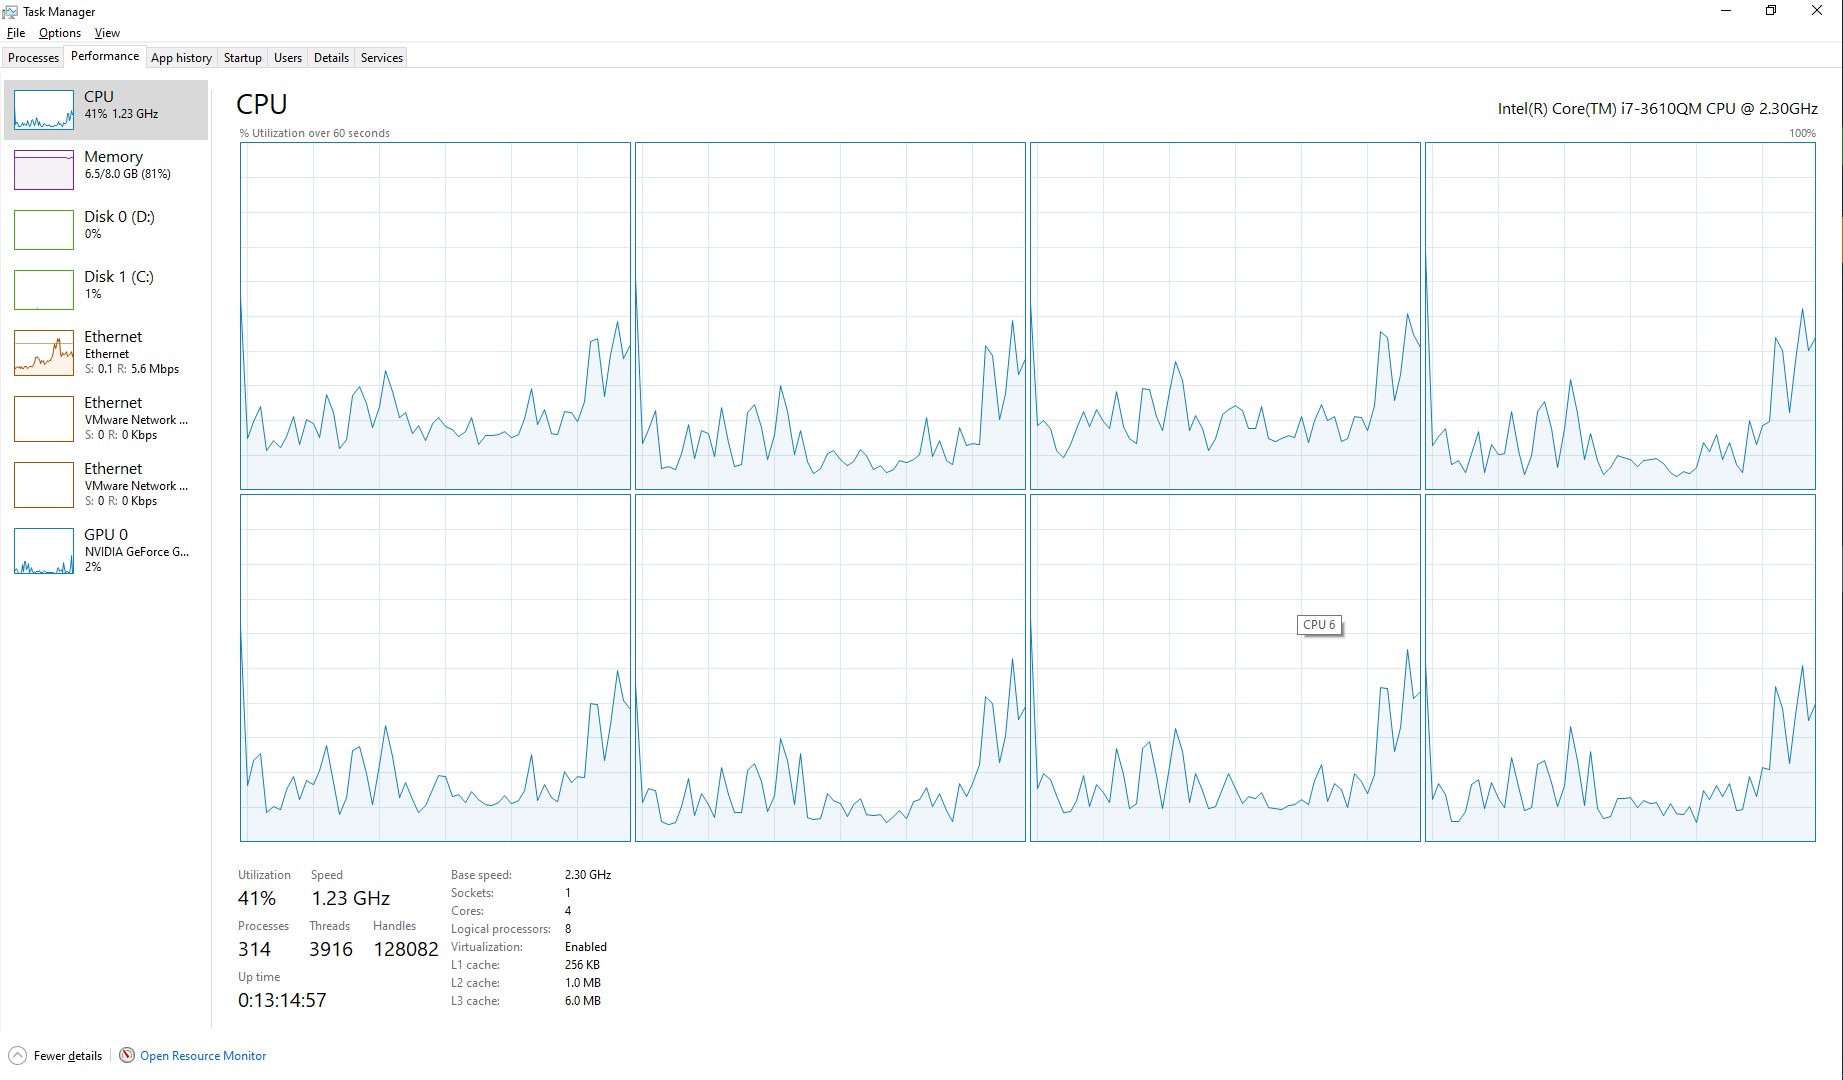 Task Manager
File Options View
Processes Performance App history Startup Users Details Services
CPU
41% 1.23 GHz
Memory
6.5/8.0 GB (81%)
Disk 0 (D:)
0%
Disk 1 (C:)
1%
Ethernet
Ethernet
S: 0.1 R: 5.6 Mbps
Ethernet
VMware Network ...
S: 0 R: 0 Kbps
Ethernet
VMware Network ...
S: 0 R: 0 Kbps
GPU 0
NVIDIA GeForce G...
2%
CPU
Intel(R) Core(TM) i7-3610QM CPU @ 2.30GHz
% Utilization over 60 seconds
100%
CPU 6
Utilization Speed
41% 1.23 GHz
Processes Threads Handles
314 3916 128082
Up time
0:13:14:57
Base speed: 2.30 GHz
Sockets: 1
Cores: 4
Logical processors: 8
Virtualization: Enabled
L1 cache: 256 KB
L2 cache: 1.0 MB
L3 cache: 6.0 MB
Fewer details
Open Resource Monitor